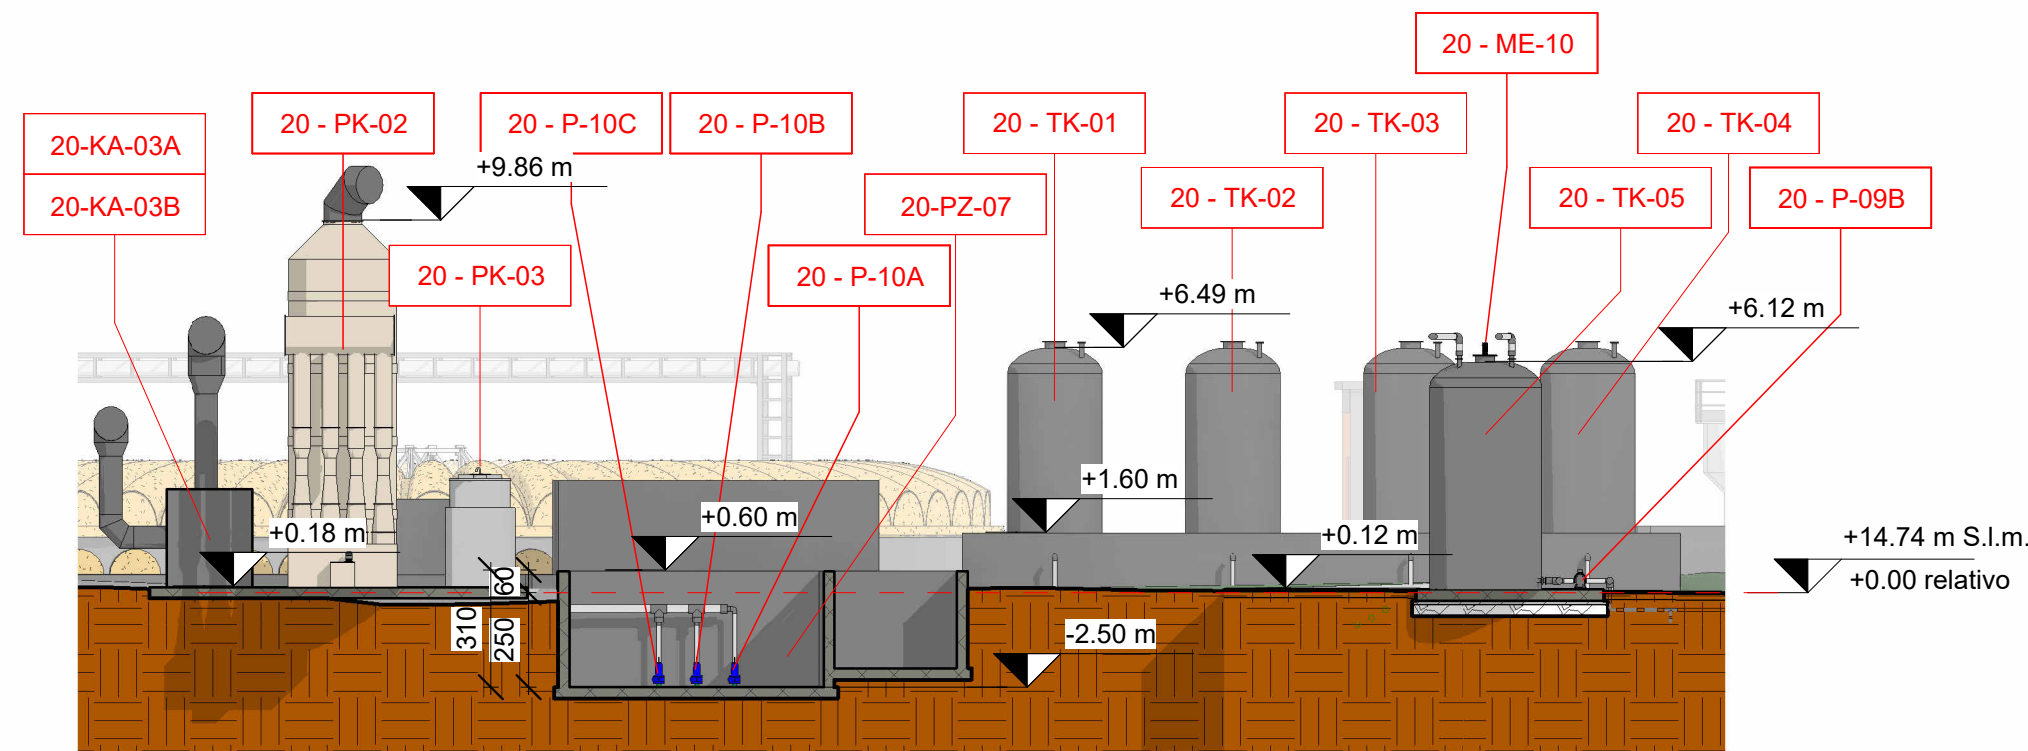 20 - ME-10
20-KA-03A
20 - PK-02
20 - P-10C
20 - P-10B
20 - TK-01
20 - TK-03
20 - TK-04
+9.86 m
20-KA-03B
20-PZ-07
20 - TK-02
20 - TK-05
20 - P-09B
20 - PK-03
20 - P-10A
+6.49 m
+6.12 m
+1.60 m
+0.18 m
+0.60 m
+0.12 m
+14.74 m S.l.m.
+0.00 relativo
60
310
250
-2.50 m